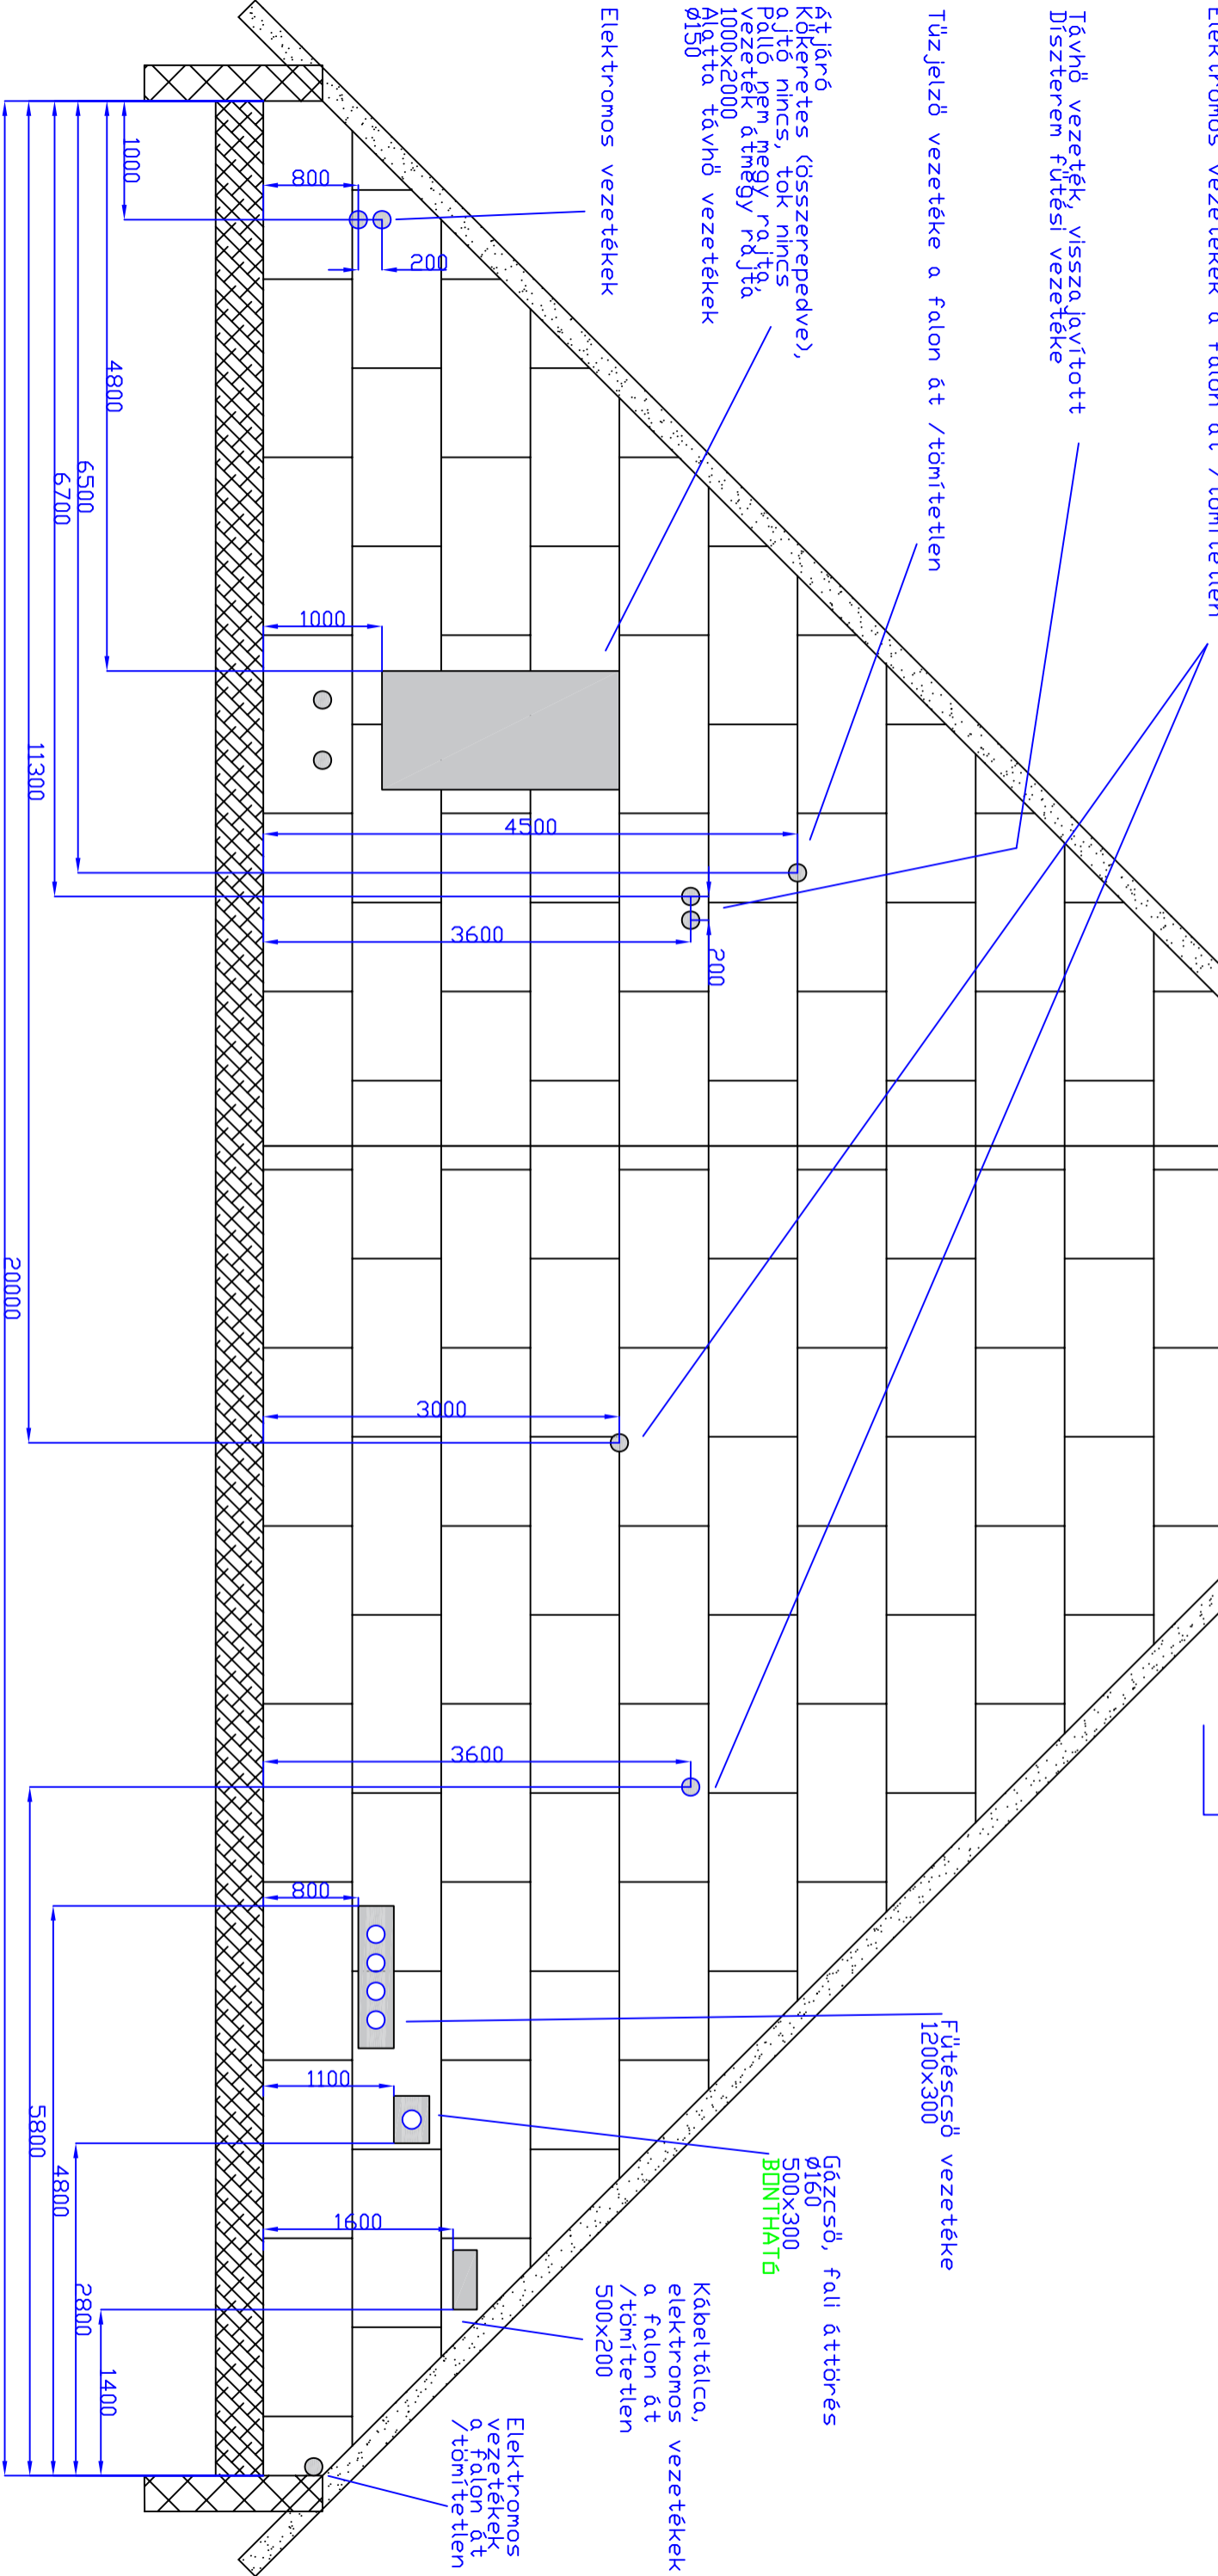 Elektromos vezetékek a falon át /tömítetlen
Távhő vezeték, visszajavított
Díszterem fűtési vezetéke
Tűzjelző vezetéke a falon át /tömítetlen
Átjáró
Kőkeretes (összerepedve),
ajtó nincs, tok nincs
Palló nem megy rajta,
vezeték átmegy rajta
1000x2000
Alatta távhő vezetékek
ø150
Elektromos vezetékek
Fűtéscső vezetéke
1200x300
Gázcső, fali áttörés
ø160
500x300
BONTHATÓ
Kábeltálca,
elektromos vezetékek
a falon át
/tömítetlen
500x200
Elektromos
vezetékek
a falon át
/tömítetlen
1000
800
200
4800
6500
6700
11300
20000
1000
4500
3600
200
3000
3600
800
1100
1600
5800
4800
2800
1400